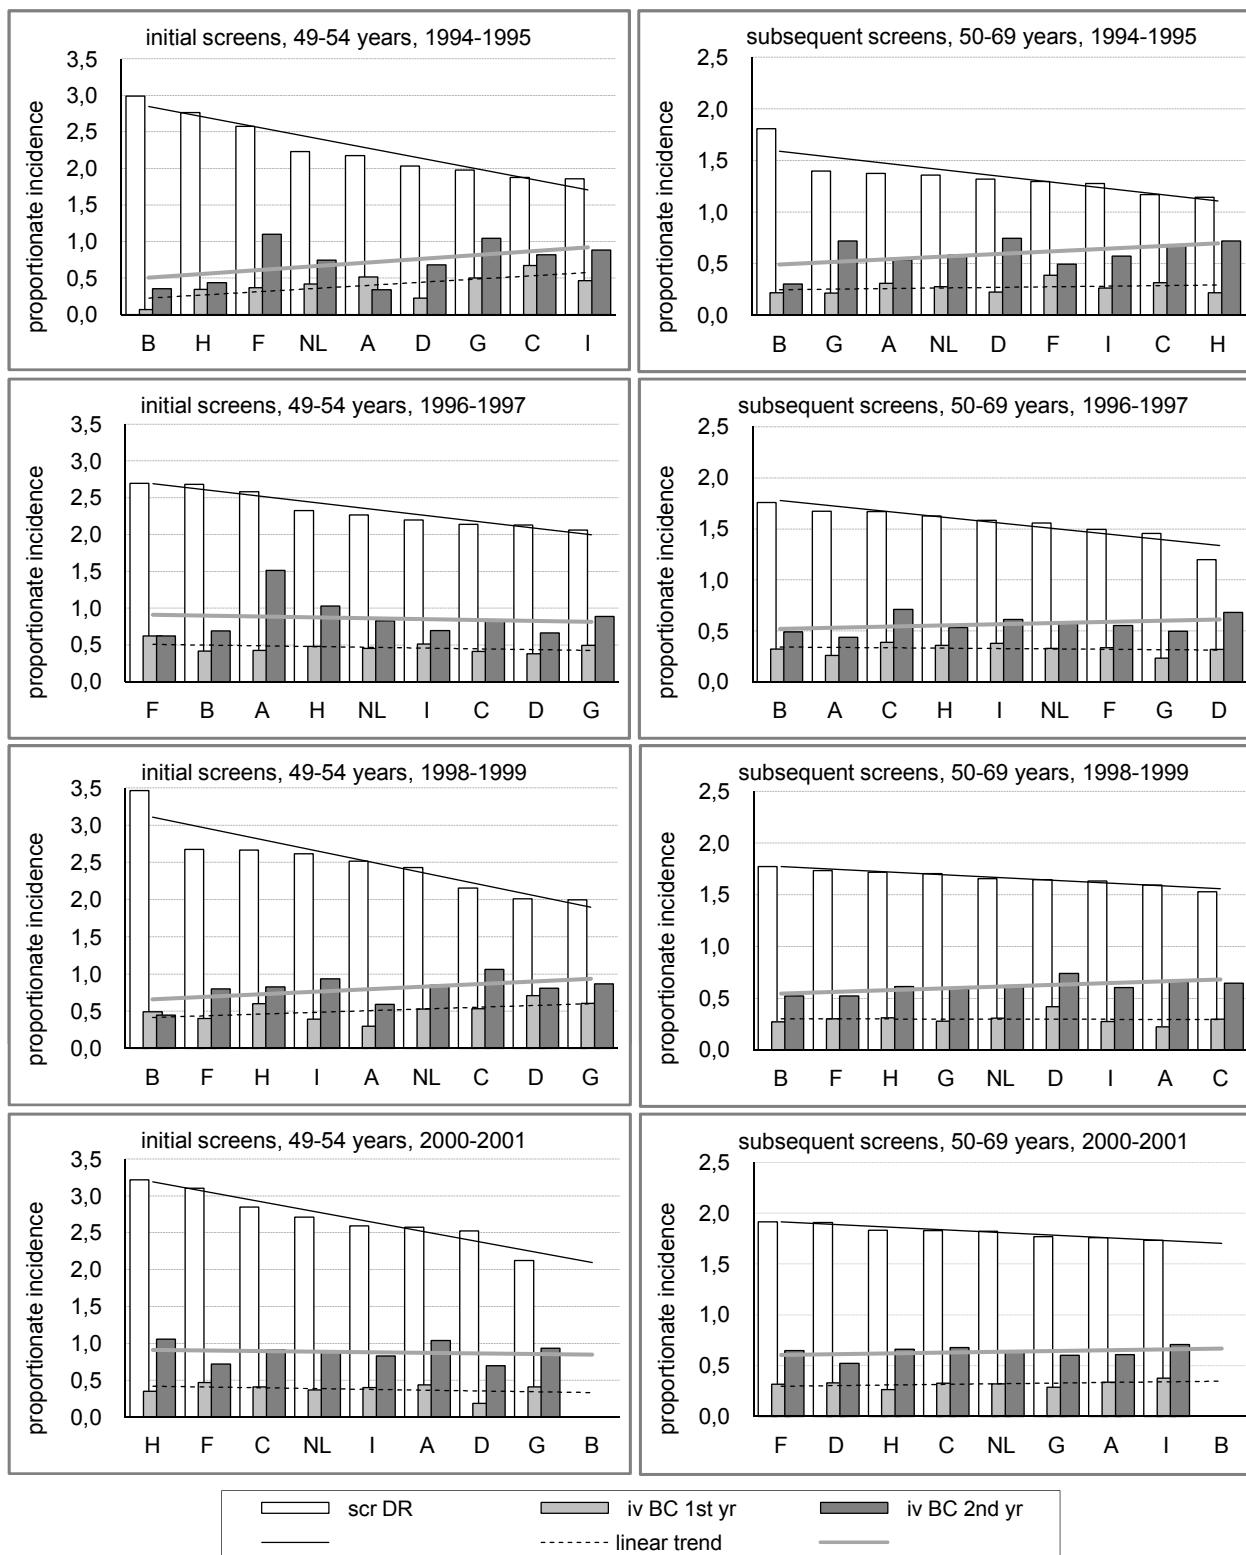 initial screens, 49-54 years, 1994-1995
proportionate incidence
3,5
3,0
2,5
2,0
1,5
1,0
0,5
0,0
B H F NL A D G C I
subsequent screens, 50-69 years, 1994-1995
proportionate incidence
2,5
2,0
1,5
1,0
0,5
0,0
B G A NL D F I C H
initial screens, 49-54 years, 1996-1997
proportionate incidence
3,5
3,0
2,5
2,0
1,5
1,0
0,5
0,0
F B A H NL I C D G
subsequent screens, 50-69 years, 1996-1997
proportionate incidence
2,5
2,0
1,5
1,0
0,5
0,0
B A C H I NL F G D
initial screens, 49-54 years, 1998-1999
proportionate incidence
3,5
3,0
2,5
2,0
1,5
1,0
0,5
0,0
B F H I A NL C D G
subsequent screens, 50-69 years, 1998-1999
proportionate incidence
2,5
2,0
1,5
1,0
0,5
0,0
B F H G NL D I A C
initial screens, 49-54 years, 2000-2001
proportionate incidence
3,5
3,0
2,5
2,0
1,5
1,0
0,5
0,0
H F C NL I A D G B
subsequent screens, 50-69 years, 2000-2001
proportionate incidence
2,5
2,0
1,5
1,0
0,5
0,0
F D H C NL G A I B
scr DR iv BC 1st yr iv BC 2nd yr
linear trend